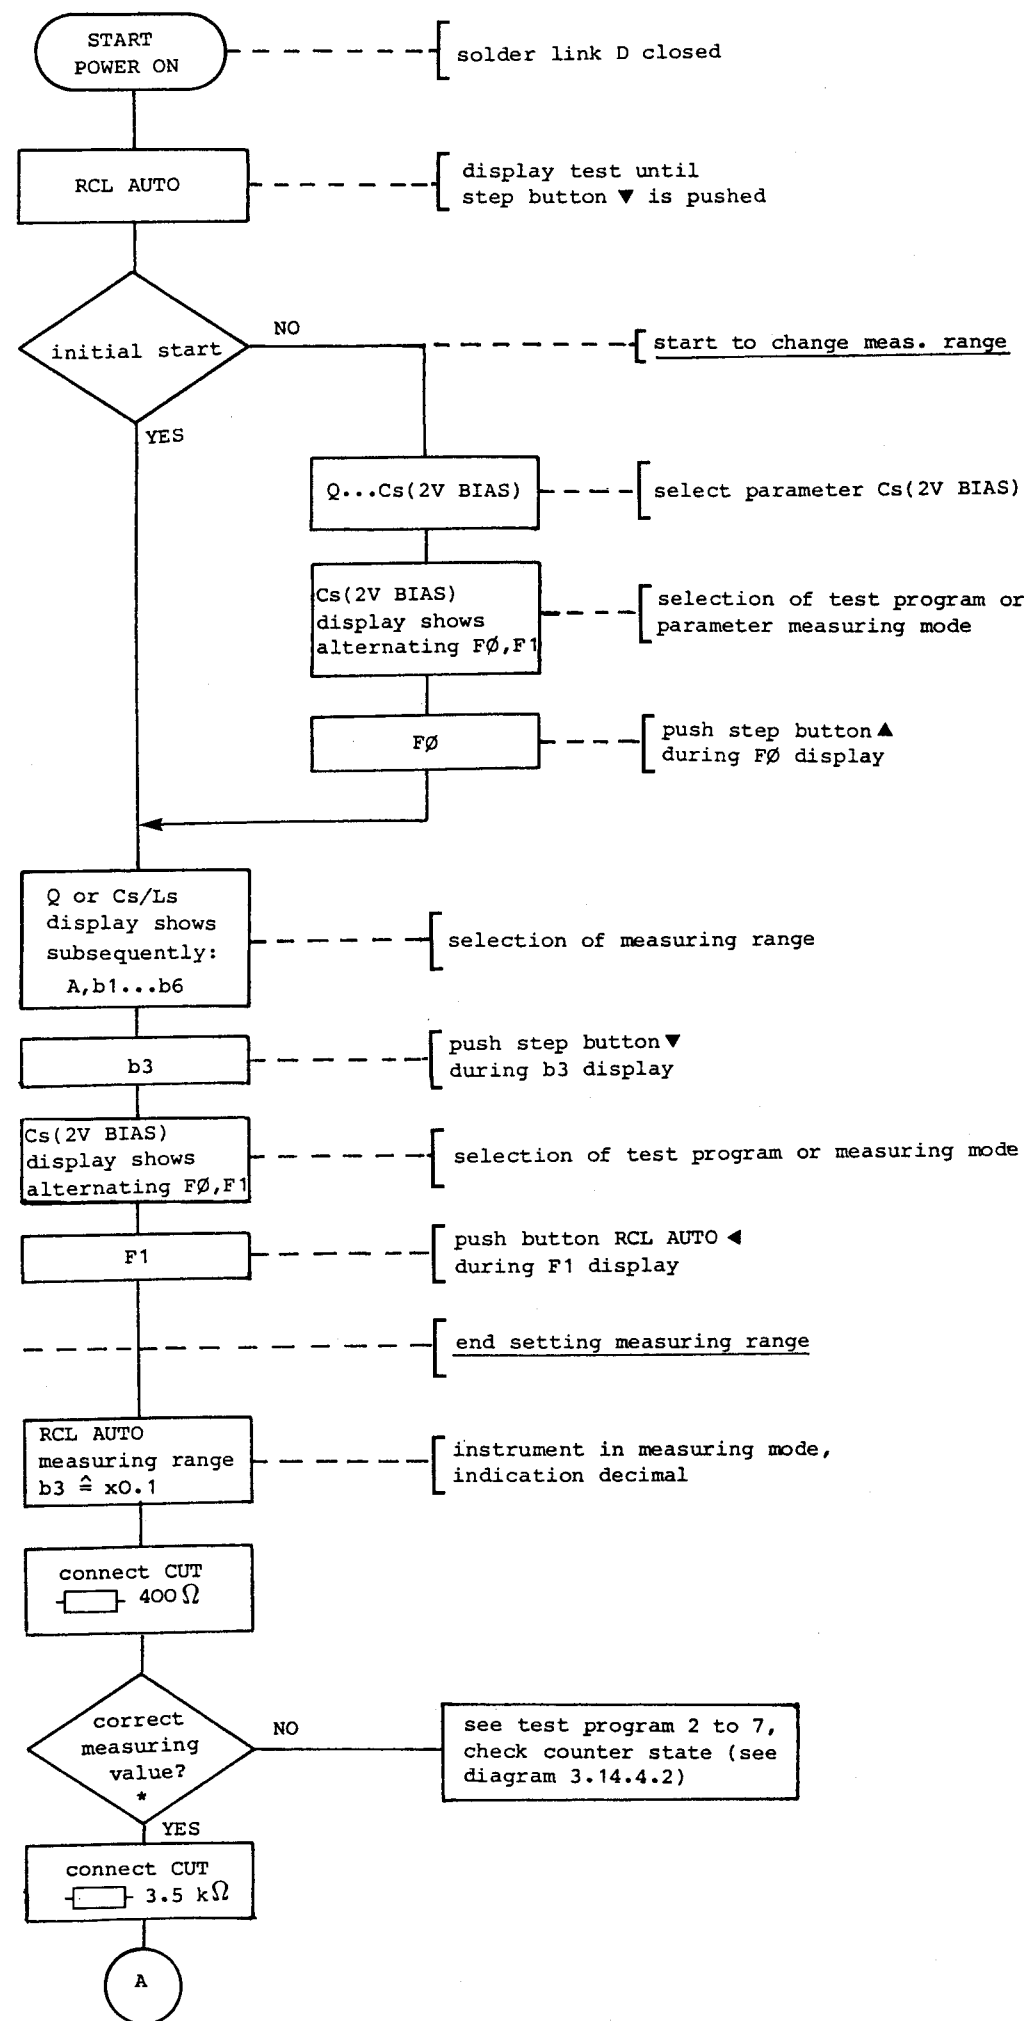 START
POWER ON
solder link D closed
RCL AUTO
display test until
step button ▼ is pushed
initial start
NO
start to change meas. range
YES
Q...Cs(2V BIAS)
select parameter Cs(2V BIAS)
Cs(2V BIAS)
display shows
alternating FØ,F1
selection of test program or
parameter measuring mode
FØ
push step button ▲
during FØ display
Q or Cs/Ls
display shows
subsequently:
A,b1...b6
selection of measuring range
b3
push step button ▼
during b3 display
Cs(2V BIAS)
display shows
alternating FØ,F1
selection of test program or measuring mode
F1
push button RCL AUTO ◄
during F1 display
end setting measuring range
RCL AUTO
measuring range
b3 ≙ x0.1
instrument in measuring mode,
indication decimal
connect CUT
400 Ω
correct
measuring
value?
*
NO
see test program 2 to 7,
check counter state (see
diagram 3.14.4.2)
YES
connect CUT
3.5 kΩ
A